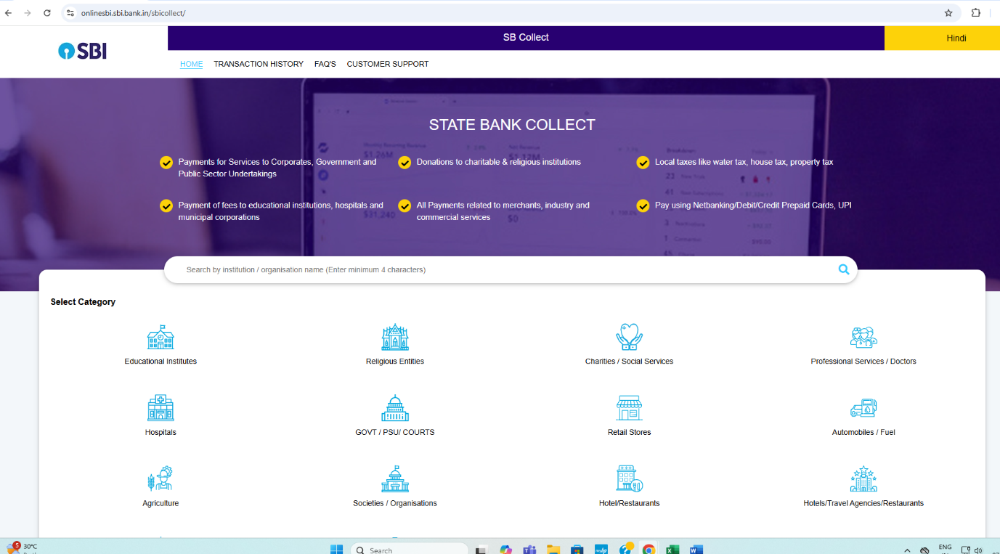 onlinesbi.sbi.bank.in/sbicollect/
SBI
SB Collect
Hindi
HOME
TRANSACTION HISTORY
FAQ'S
CUSTOMER SUPPORT
STATE BANK COLLECT
Payments for Services to Corporates, Government and
Public Sector Undertakings
Donations to charitable & religious institutions
Local taxes like water tax, house tax, property tax
Payment of fees to educational institutions, hospitals and
municipal corporations
All Payments related to merchants, industry and
commercial services
Pay using Netbanking/Debit/Credit Prepaid Cards, UPI
$1.26M
$31,240
$0
Search by institution / organisation name (Enter minimum 4 characters)
Select Category
Educational Institutes
Religious Entities
Charities / Social Services
Professional Services / Doctors
Hospitals
GOVT / PSU/ COURTS
Retail Stores
Automobiles / Fuel
Agriculture
Societies / Organisations
Hotel/Restaurants
Hotels/Travel Agencies/Restaurants
5
30°C
Search
ENG